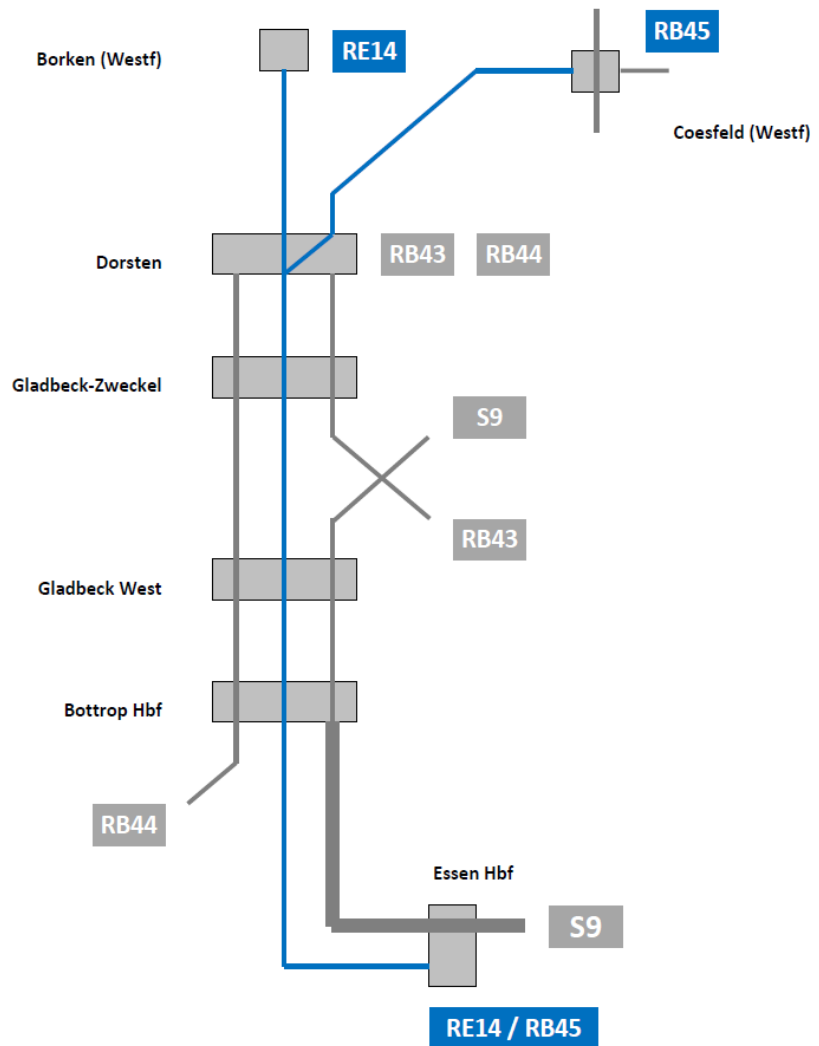 RB45
Borken (Westf)
RE14
Coesfeld (Westf)
Dorsten
RB43
RB44
Gladbeck-Zweckel
S9
RB43
Gladbeck West
Bottrop Hbf
RB44
Essen Hbf
S9
RE14 / RB45